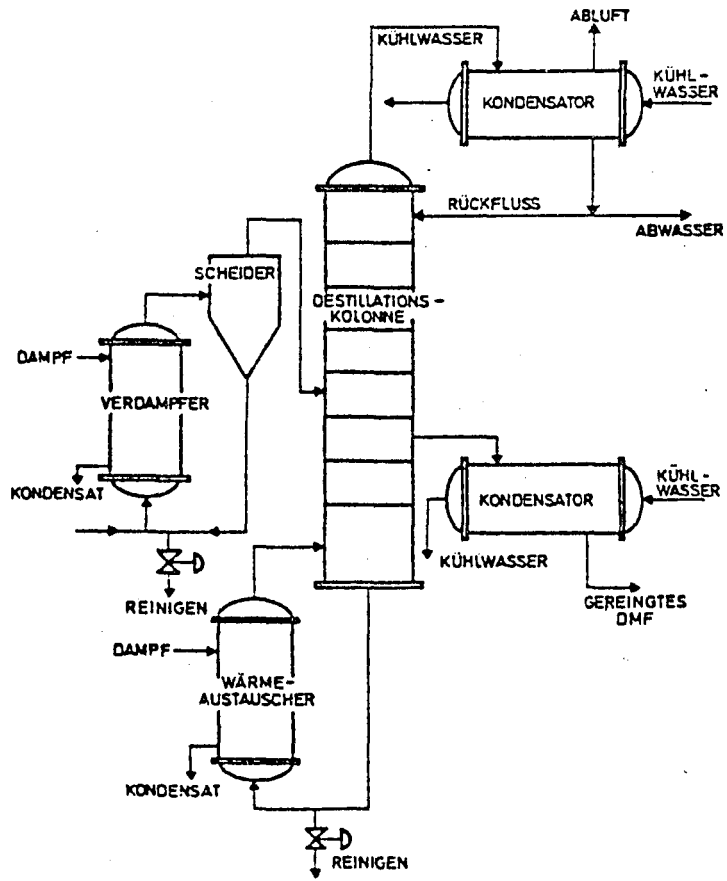 ABLUFT
KÜHLWASSER
KÜHL-
WASSER
KONDENSATOR
RÜCKFLUSS
ABWASSER
SCHEIDER
DESTILLATIONS-
KOLONNE
DAMPF
VERDAMPFER
KONDENSAT
KONDENSATOR
KÜHL-
WASSER
KÜHLWASSER
REINIGEN
GEREINGTES
DMF
DAMPF
WÄRME-
AUSTAUSCHER
KONDENSAT
REINIGEN